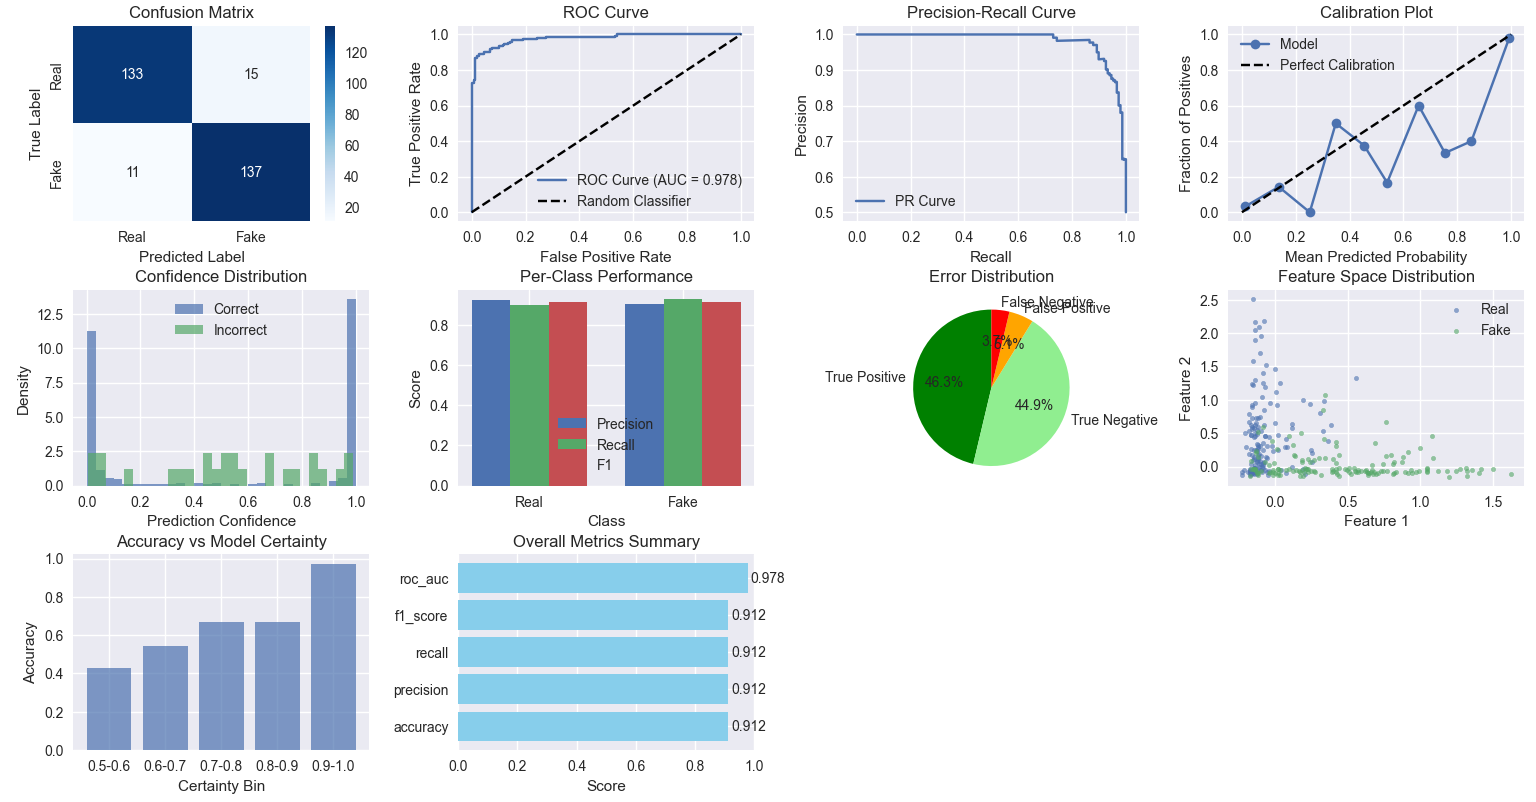 Confusion Matrix
133
15
11
137
Real
Fake
True Label
Real
Fake
Predicted Label
120
100
80
60
40
20
ROC Curve
1.0
0.8
0.6
0.4
0.2
0.0
True Positive Rate
ROC Curve (AUC = 0.978)
Random Classifier
0.0 0.2 0.4 0.6 0.8 1.0
False Positive Rate
Precision-Recall Curve
1.0
0.9
0.8
0.7
0.6
0.5
Precision
PR Curve
0.0 0.2 0.4 0.6 0.8 1.0
Recall
Calibration Plot
Model
Perfect Calibration
1.0
0.8
0.6
0.4
0.2
0.0
Fraction of Positives
0.0 0.2 0.4 0.6 0.8 1.0
Mean Predicted Probability
Confidence Distribution
Correct
Incorrect
12.5
10.0
7.5
5.0
2.5
0.0
Density
0.0 0.2 0.4 0.6 0.8 1.0
Prediction Confidence
Per-Class Performance
0.8
0.6
0.4
0.2
0.0
Score
Precision
Recall
F1
Real Fake
Class
Error Distribution
False Negative
False Positive
True Positive
46.3%
44.9%
True Negative
5.1%
Feature Space Distribution
Real
Fake
2.5
2.0
1.5
1.0
0.5
0.0
Feature 2
0.0 0.5 1.0 1.5
Feature 1
Accuracy vs Model Certainty
1.0
0.8
0.6
0.4
0.2
0.0
Accuracy
0.5-0.6 0.6-0.7 0.7-0.8 0.8-0.9 0.9-1.0
Certainty Bin
Overall Metrics Summary
roc_auc 0.978
f1_score 0.912
recall 0.912
precision 0.912
accuracy 0.912
0.0 0.2 0.4 0.6 0.8 1.0
Score